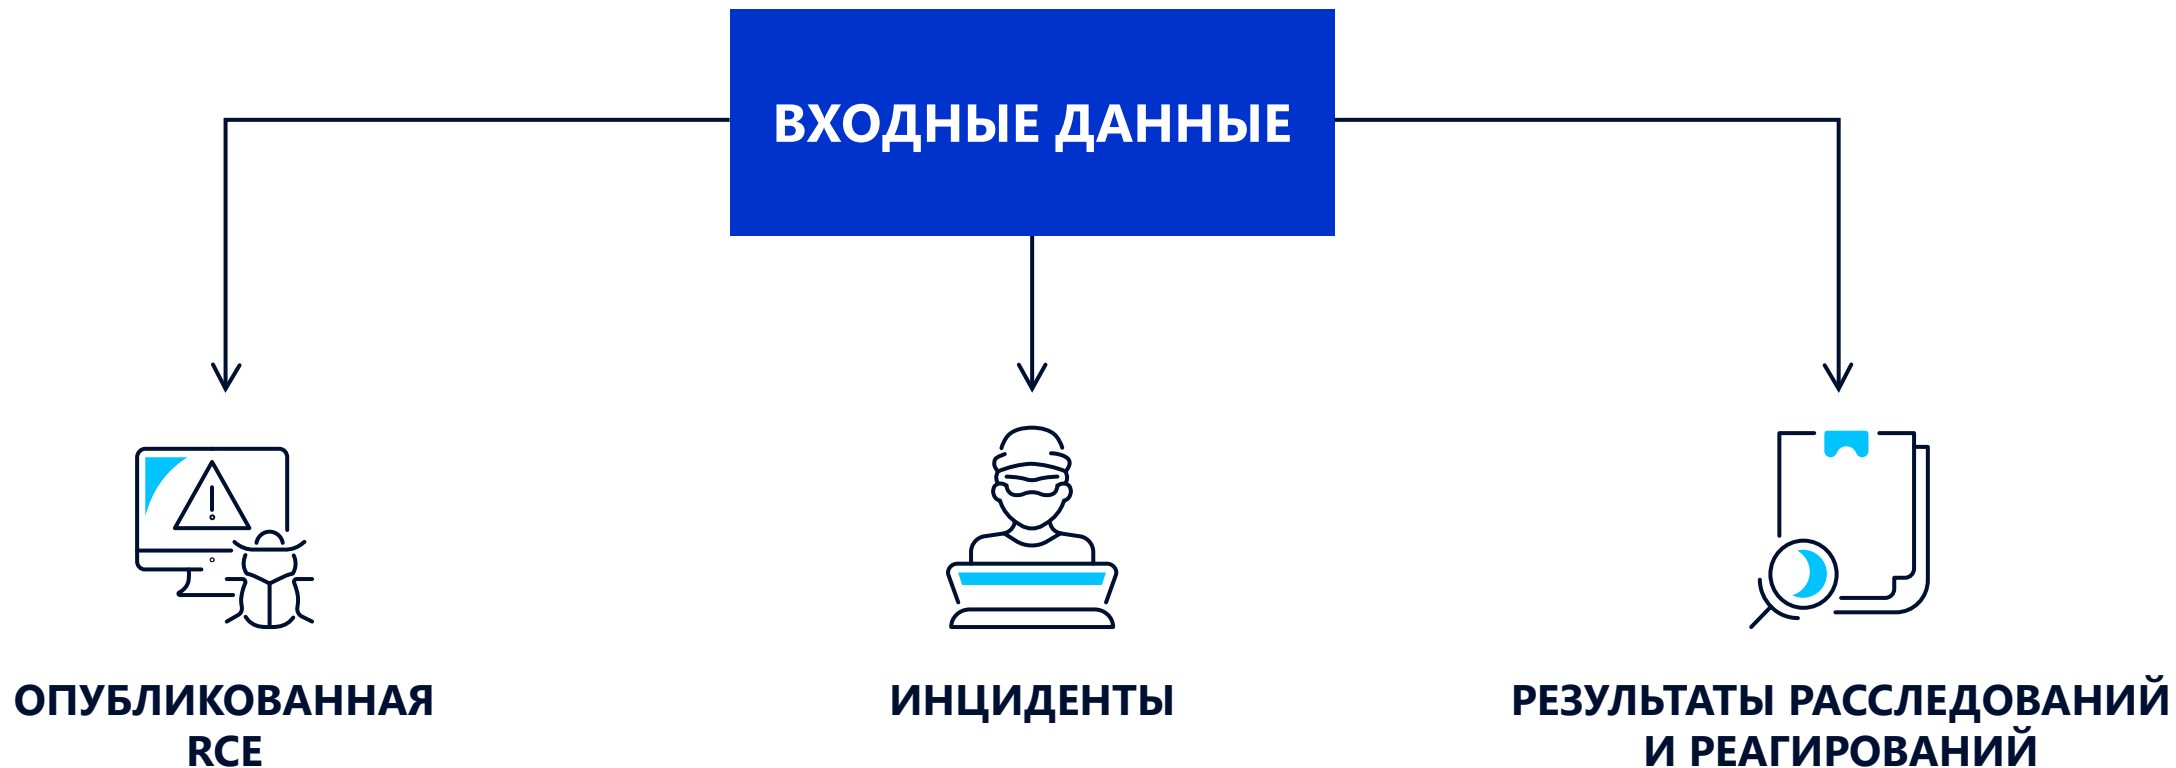 ВХОДНЫЕ ДАННЫЕ
ОПУБЛИКОВАННАЯ
RCE
ИНЦИДЕНТЫ
РЕЗУЛЬТАТЫ РАССЛЕДОВАНИЙ
И РЕАГИРОВАНИЙ